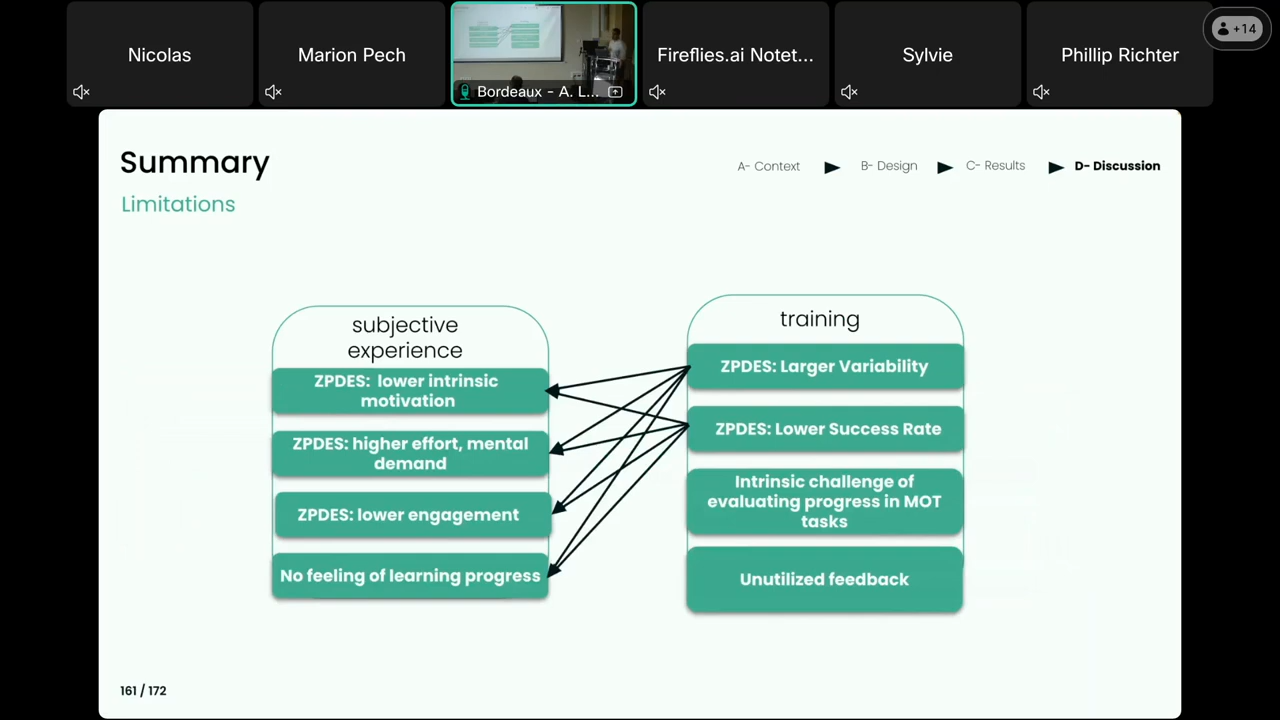 Nicolas
Marion Pech
Bordeaux - A. L...
Fireflies.ai Notet...
Sylvie
Phillip Richter
+14
Summary
Limitations
A- Context
B- Design
C- Results
D- Discussion
subjective
experience
ZPDES: lower intrinsic
motivation
ZPDES: higher effort, mental
demand
ZPDES: lower engagement
No feeling of learning progress
training
ZPDES: Larger Variability
ZPDES: Lower Success Rate
Intrinsic challenge of
evaluating progress in MOT
tasks
Unutilized feedback
161 / 172